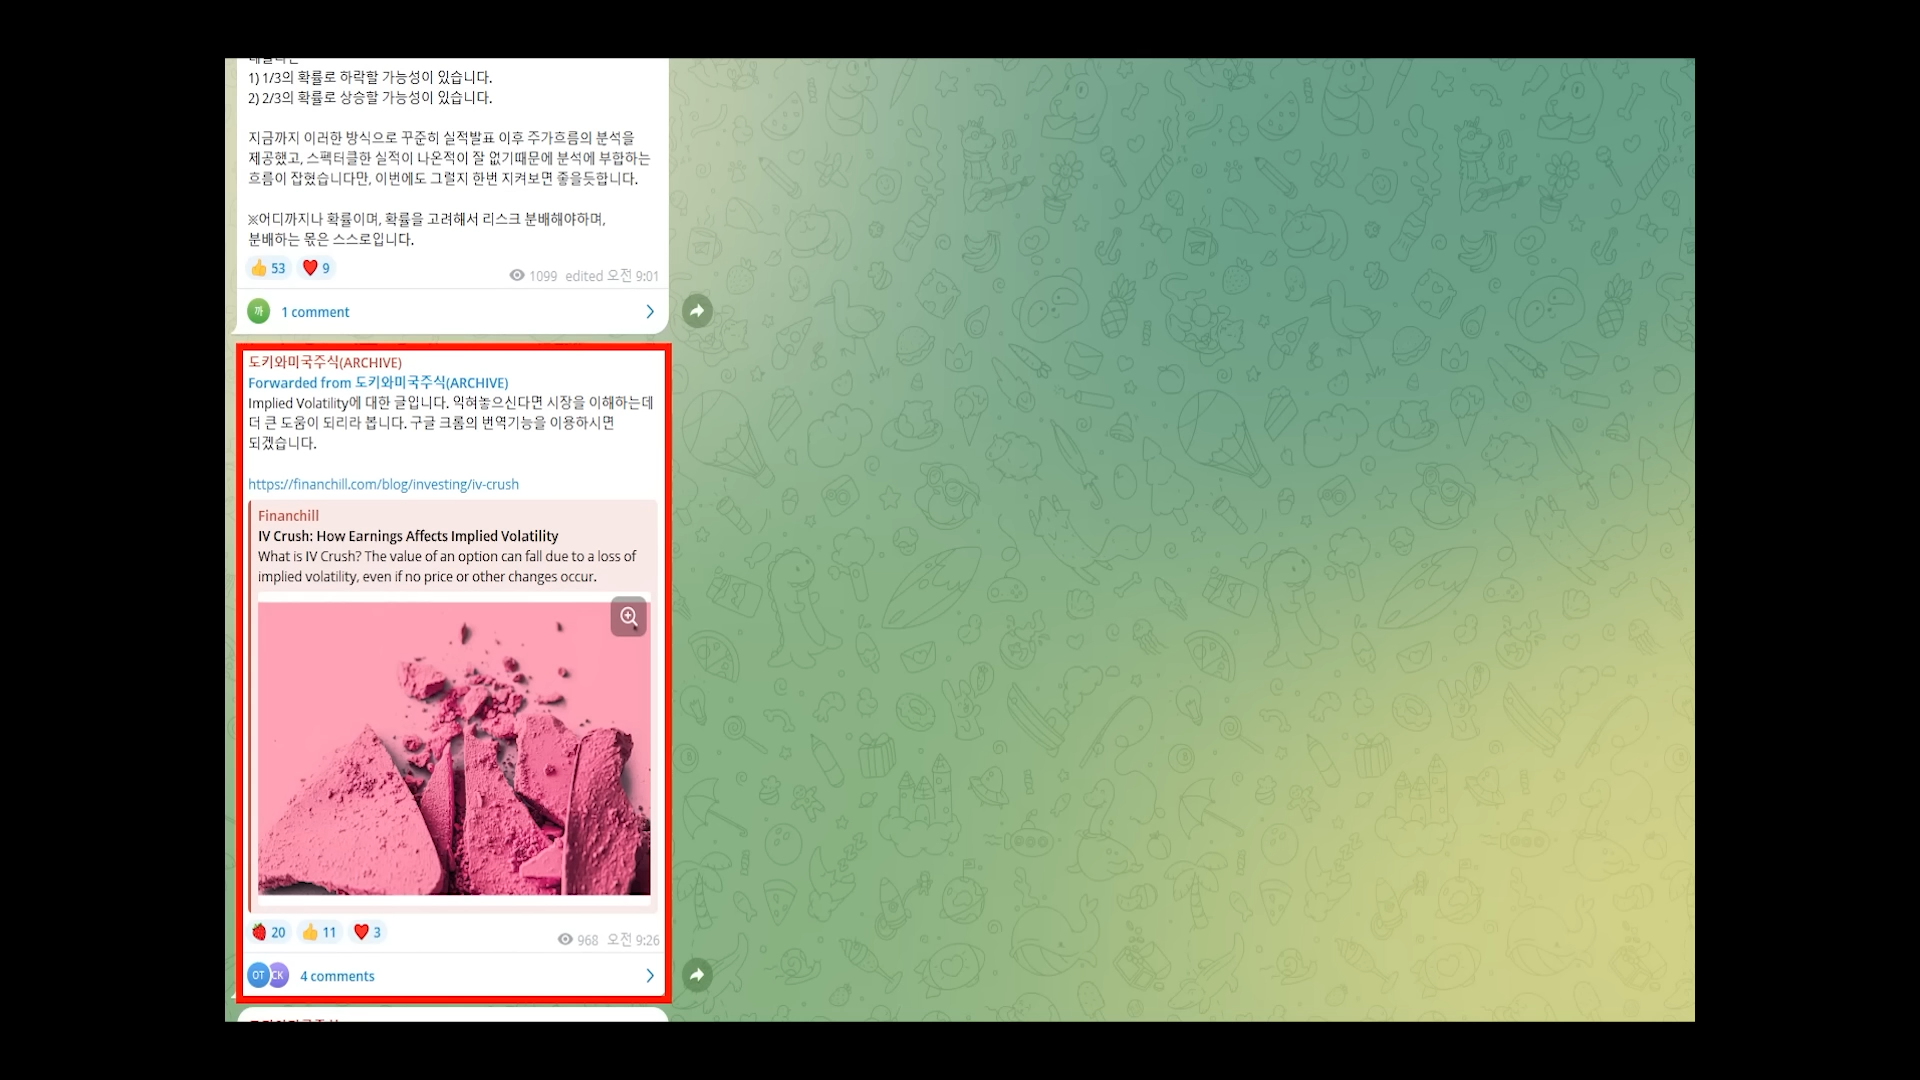 1) 1/3의 확률로 하락할 가능성이 있습니다.
2) 2/3의 확률로 상승할 가능성이 있습니다.
지금까지 이러한 방식으로 꾸준히 실적발표 이후 주가흐름의 분석을
제공했고, 스펙터클한 실적이 나온적이 잘 없기때문에 분석에 부합하는
흐름이 잡혔습니다만, 이번에도 그럴지 한번 지켜보면 좋을듯합니다.
※어디까지나 확률이며, 확률을 고려해서 리스크 분배해야하며,
분배하는 몫은 스스로입니다.
53 9
1099 edited 오전 9:01
까 1 comment
도키와미국주식(ARCHIVE)
Forwarded from 도키와미국주식(ARCHIVE)
Implied Volatility에 대한 글입니다. 익혀놓으신다면 시장을 이해하는데
더 큰 도움이 되리라 봅니다. 구글 크롬의 번역기능을 이용하시면
되겠습니다.
https://financhill.com/blog/investing/iv-crush
Financhill
IV Crush: How Earnings Affects Implied Volatility
What is IV Crush? The value of an option can fall due to a loss of
implied volatility, even if no price or other changes occur.
20 11 3
968 오전 9:26
OT CK 4 comments